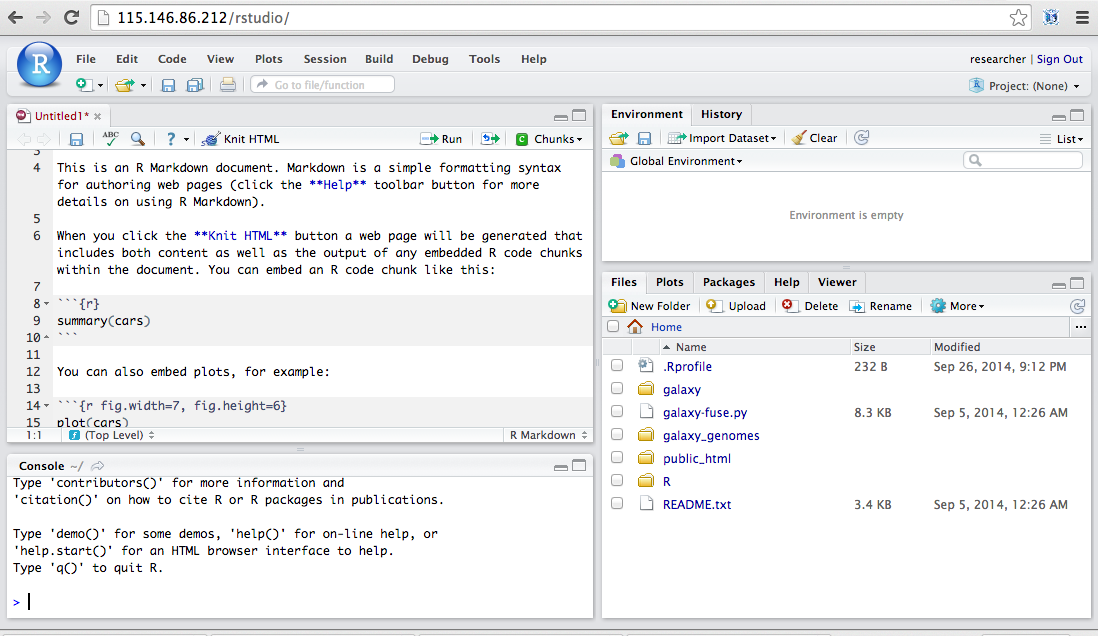 115.146.86.212/rstudio/
R
File Edit Code View Plots Session Build Debug Tools Help
researcher | Sign Out
Go to file/function
Project: (None)
Untitled1*
ABC
? Knit HTML
Run
C Chunks
3
4 This is an R Markdown document. Markdown is a simple formatting syntax
for authoring web pages (click the **Help** toolbar button for more
details on using R Markdown).
5
6 When you click the **Knit HTML** button a web page will be generated that
includes both content as well as the output of any embedded R code chunks
within the document. You can embed an R code chunk like this:
7
8 ```{r}
9 summary(cars)
10 ```
11
12 You can also embed plots, for example:
13
14 ```{r fig.width=7, fig.height=6}
15 plot(cars)
1:1 (Top Level) R Markdown
Console ~/
Type 'contributors()' for more information and
'citation()' on how to cite R or R packages in publications.
Type 'demo()' for some demos, 'help()' for on-line help, or
'help.start()' for an HTML browser interface to help.
Type 'q()' to quit R.
>
Environment History
Import Dataset Clear List
Global Environment
Environment is empty
Files Plots Packages Help Viewer
New Folder Upload Delete Rename More
Home ...
Name Size Modified
.Rprofile 232 B Sep 26, 2014, 9:12 PM
galaxy
galaxy-fuse.py 8.3 KB Sep 5, 2014, 12:26 AM
galaxy_genomes
public_html
R
README.txt 3.4 KB Sep 5, 2014, 12:26 AM